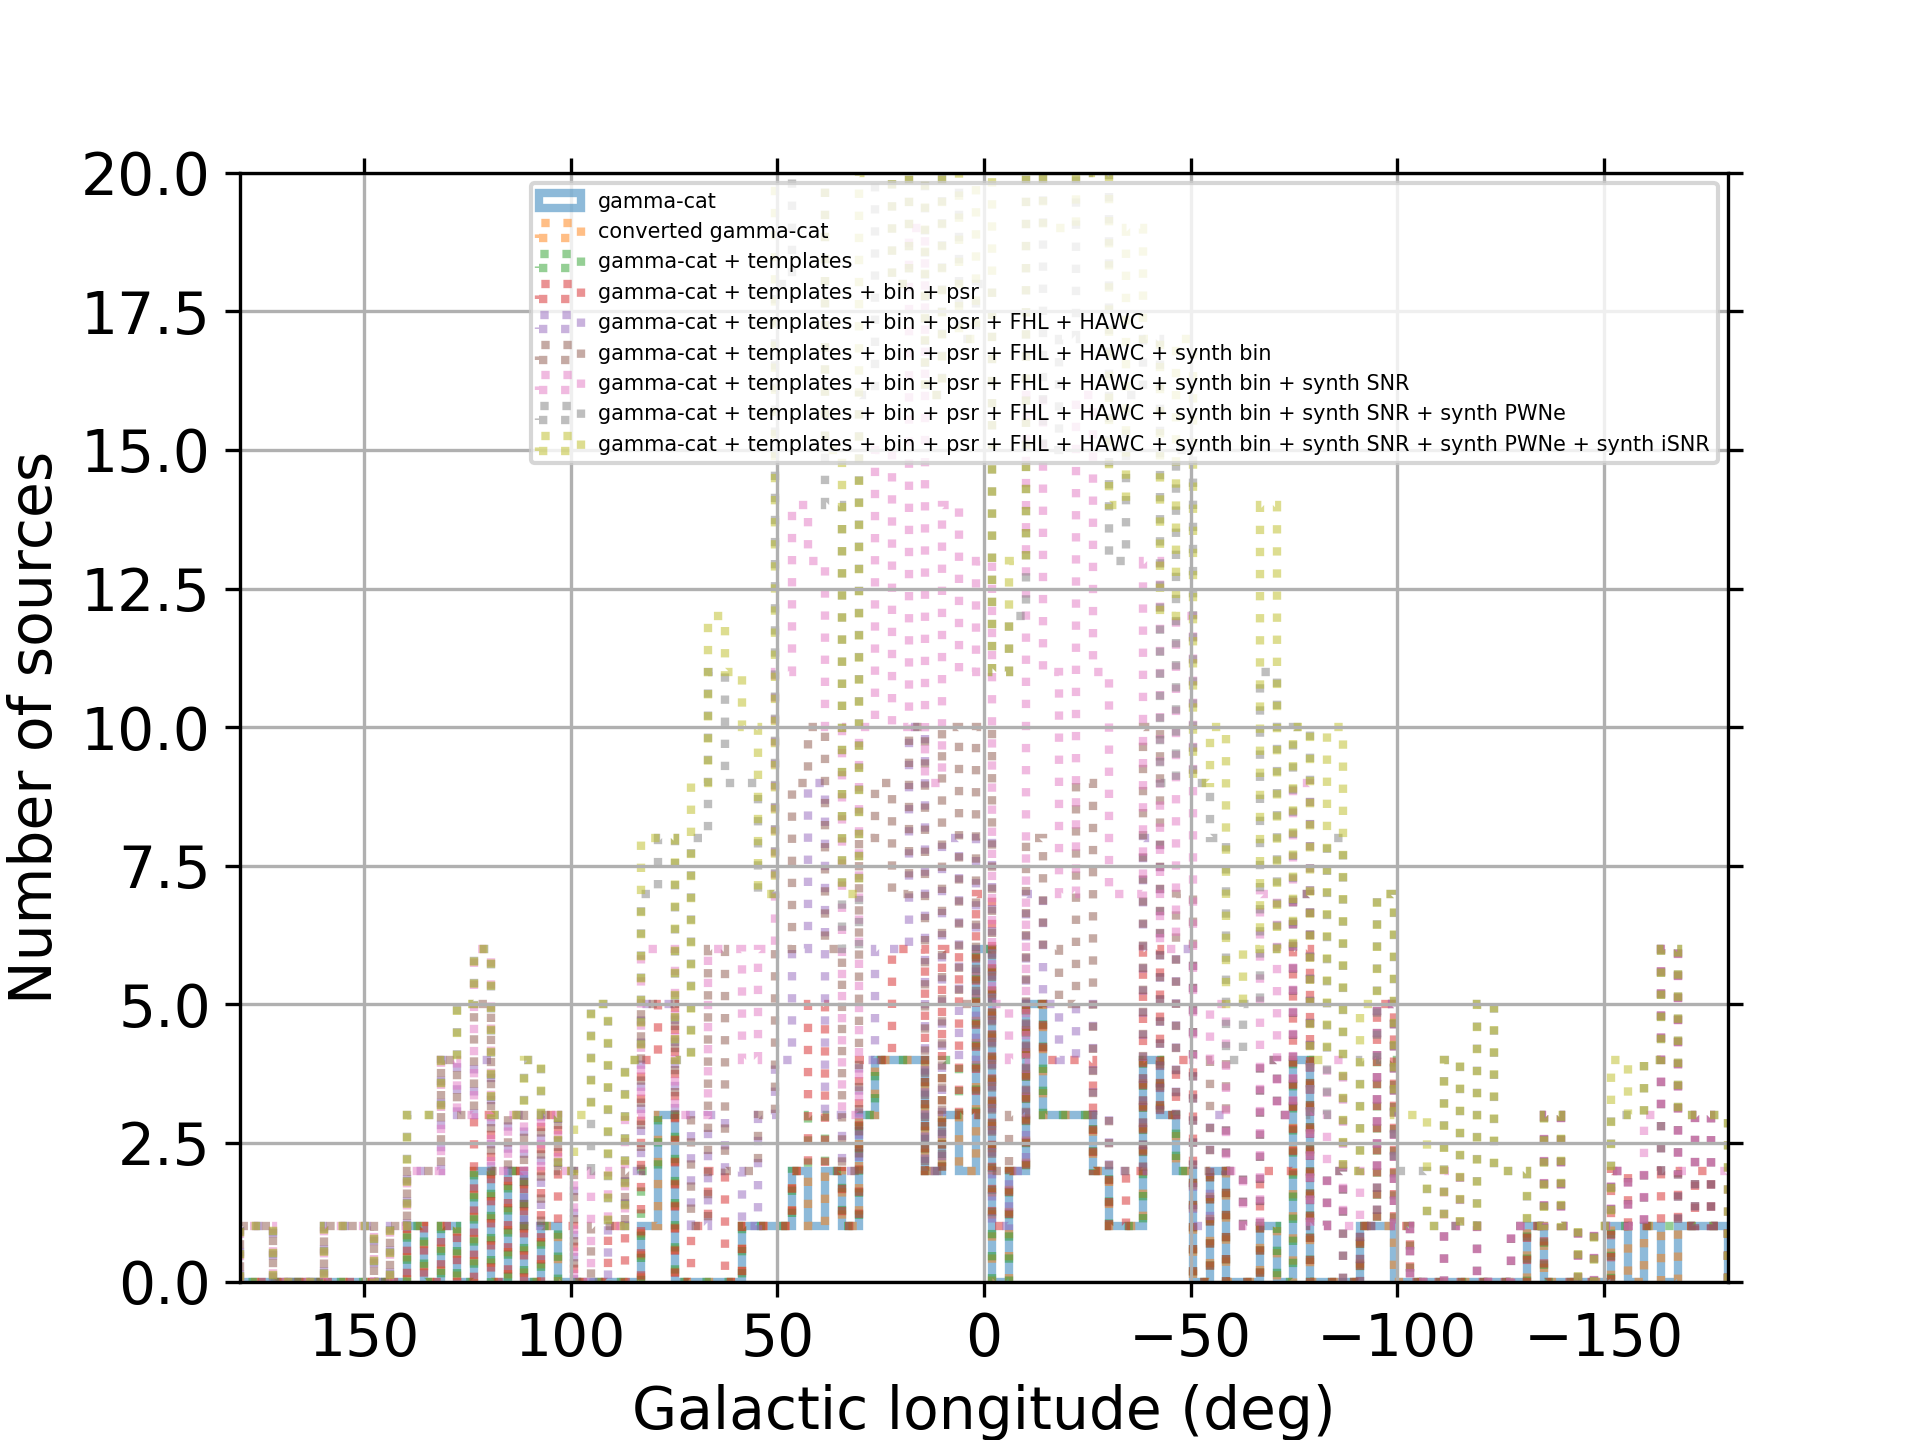 gamma-cat
converted gamma-cat
gamma-cat + templates
gamma-cat + templates + bin + psr
gamma-cat + templates + bin + psr + FHL + HAWC
gamma-cat + templates + bin + psr + FHL + HAWC + synth bin
gamma-cat + templates + bin + psr + FHL + HAWC + synth bin + synth SNR
gamma-cat + templates + bin + psr + FHL + HAWC + synth bin + synth SNR + synth PWNe
gamma-cat + templates + bin + psr + FHL + HAWC + synth bin + synth SNR + synth PWNe + synth iSNR
20.0
17.5
15.0
12.5
10.0
7.5
5.0
2.5
0.0
Number of sources
150 100 50 0 −50 −100 −150
Galactic longitude (deg)